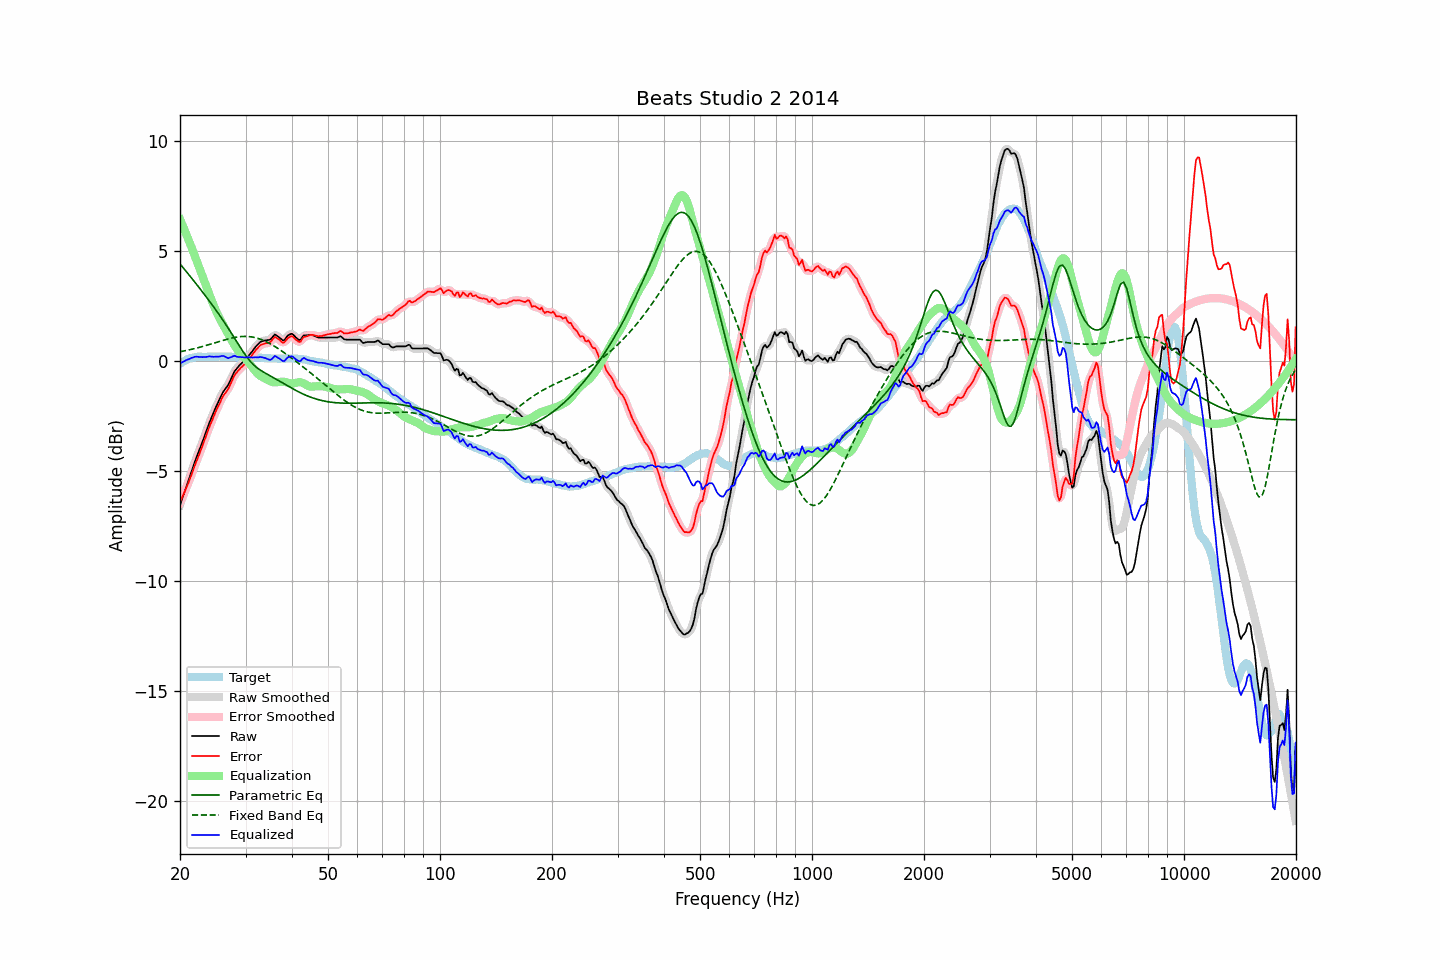 Beats Studio 2 2014
Amplitude (dBr)
10
5
0
−5
−10
−15
−20
Target
Raw Smoothed
Error Smoothed
Raw
Error
Equalization
Parametric Eq
Fixed Band Eq
Equalized
20 50 100 200 500 1000 2000 5000 10000 20000
Frequency (Hz)